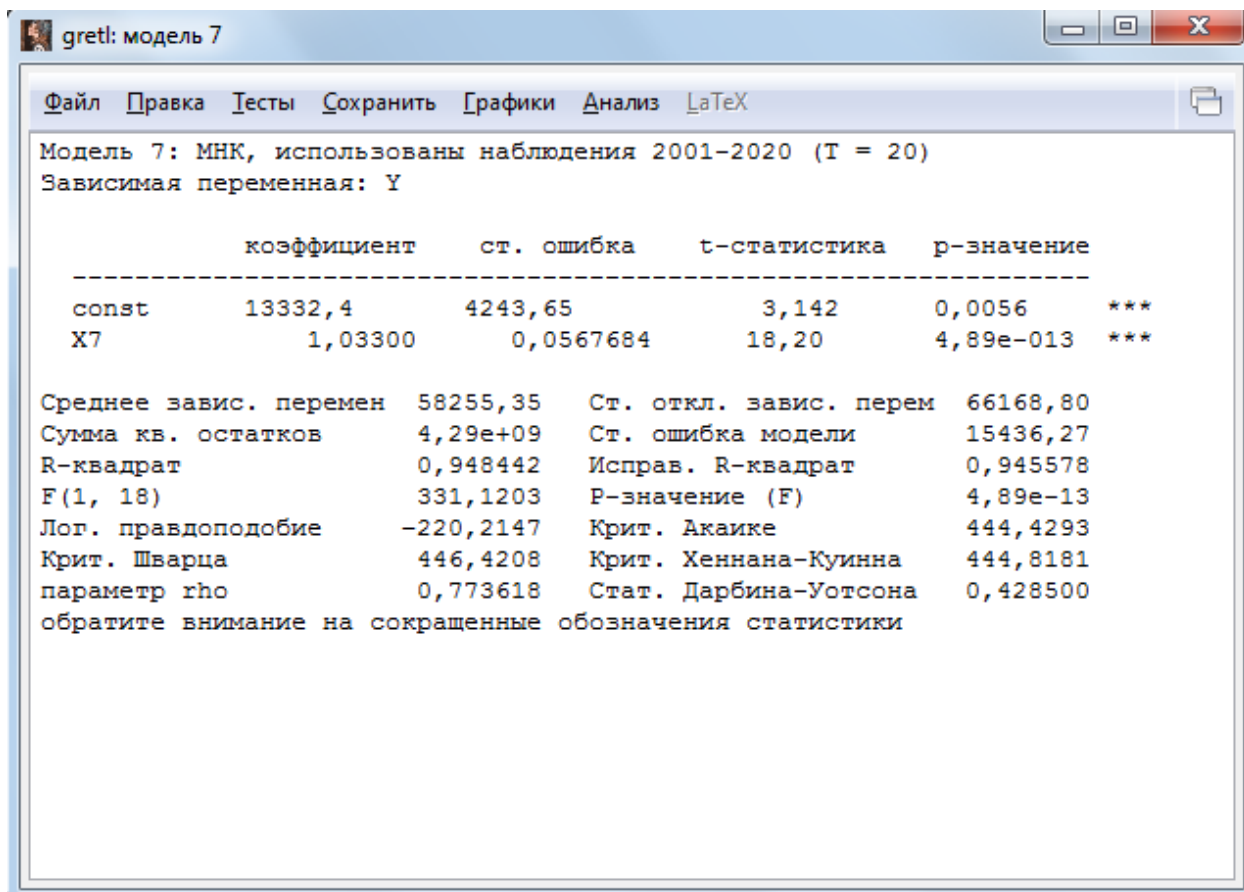 gretl: модель 7
Файл Правка Тесты Сохранить Графики Анализ LaTeX
Модель 7: МНК, использованы наблюдения 2001-2020 (T = 20)
Зависимая переменная: Y
коэффициент ст. ошибка t-статистика p-значение
const 13332,4 4243,65 3,142 0,0056 ***
X7 1,03300 0,0567684 18,20 4,89e-013 ***
Среднее завис. перемен 58255,35 Ст. откл. завис. перем 66168,80
Сумма кв. остатков 4,29e+09 Ст. ошибка модели 15436,27
R-квадрат 0,948442 Исправ. R-квадрат 0,945578
F(1, 18) 331,1203 Р-значение (F) 4,89e-13
Лог. правдоподобие -220,2147 Крит. Акаике 444,4293
Крит. Шварца 446,4208 Крит. Хеннана-Куинна 444,8181
параметр rho 0,773618 Стат. Дарбина-Уотсона 0,428500
обратите внимание на сокращенные обозначения статистики